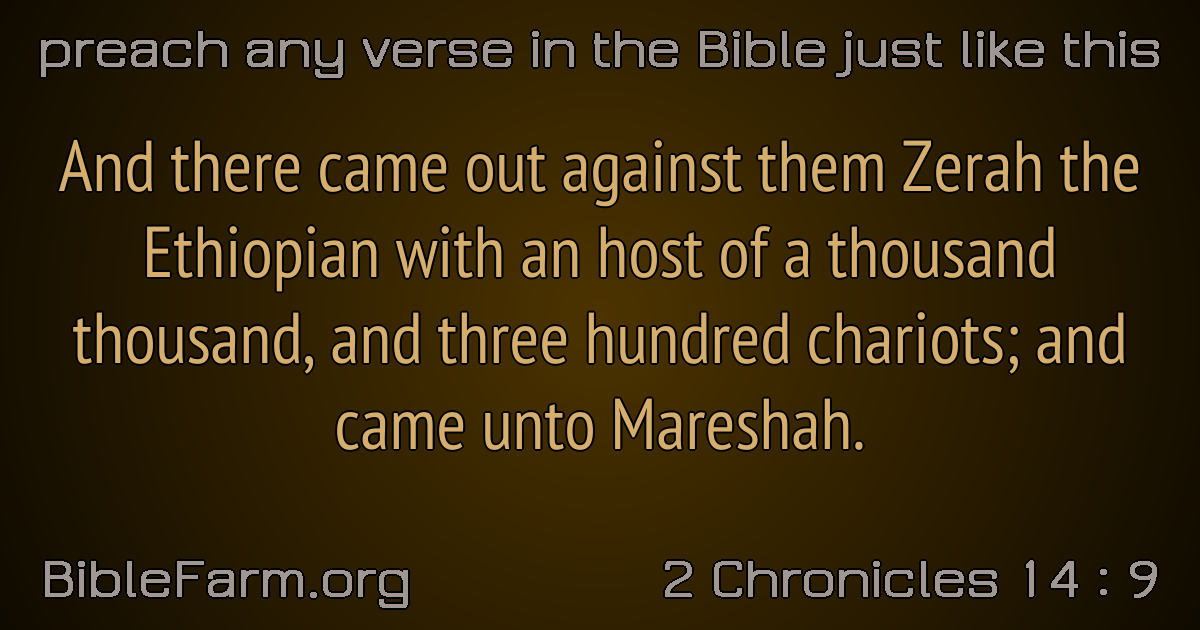 preach any verse in the Bible just like this
And there came out against them Zerah the
Ethiopian with an host of a thousand
thousand, and three hundred chariots; and
came unto Mareshah.
BibleFarm.org
2 Chronicles 14 : 9